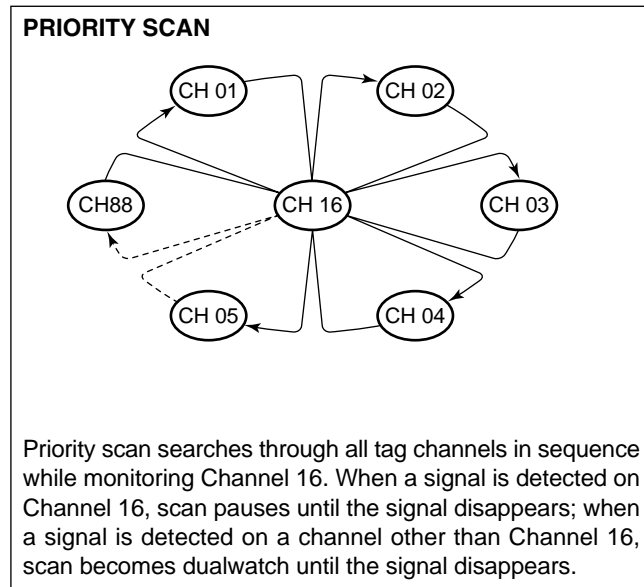 PRIORITY SCAN
CH 01
CH 02
CH88
CH 16
CH 03
CH 05
CH 04
Priority scan searches through all tag channels in sequence
while monitoring Channel 16. When a signal is detected on
Channel 16, scan pauses until the signal disappears; when
a signal is detected on a channel other than Channel 16,
scan becomes dualwatch until the signal disappears.